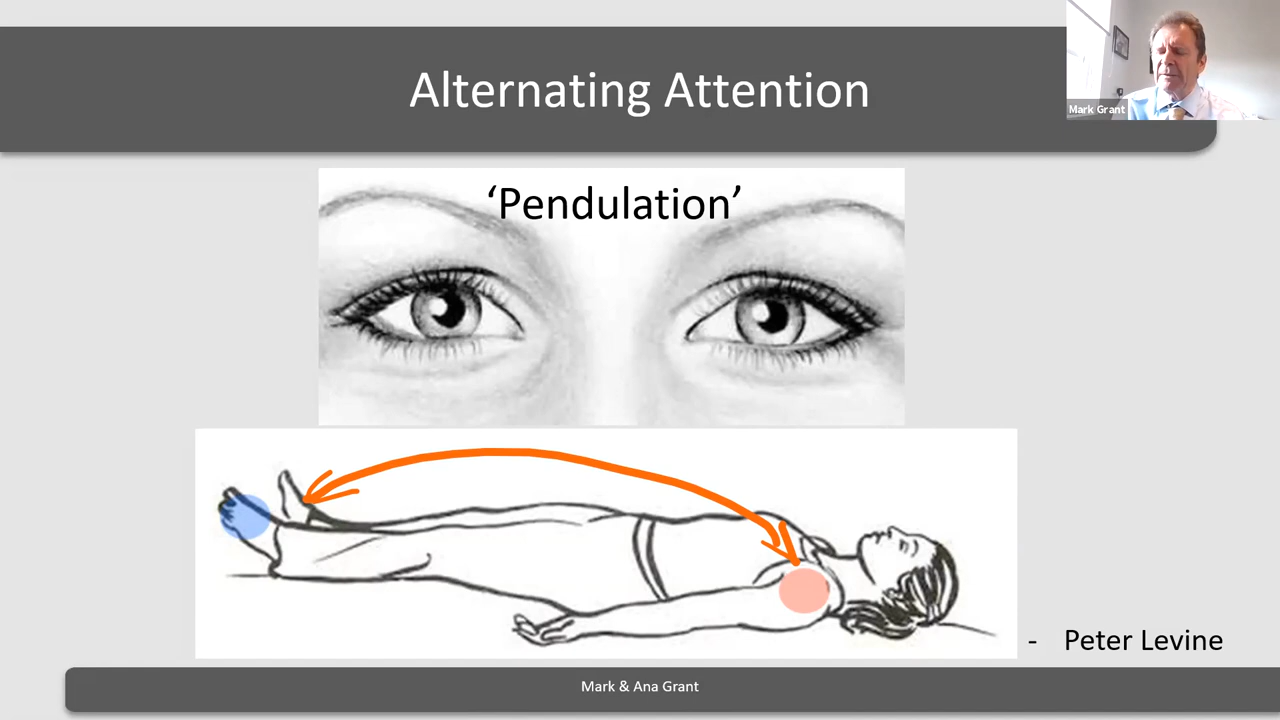 Alternating Attention
Mark Grant
‘Pendulation’
- Peter Levine
Mark & Ana Grant